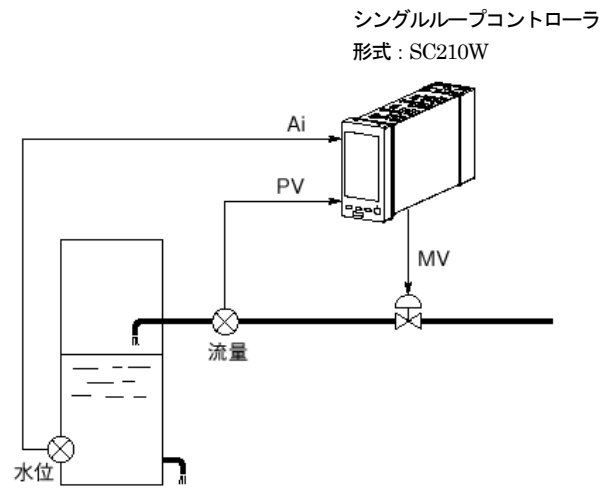 シングルループコントローラ
形式 : SC210W
Ai
PV
MV
流量
水位